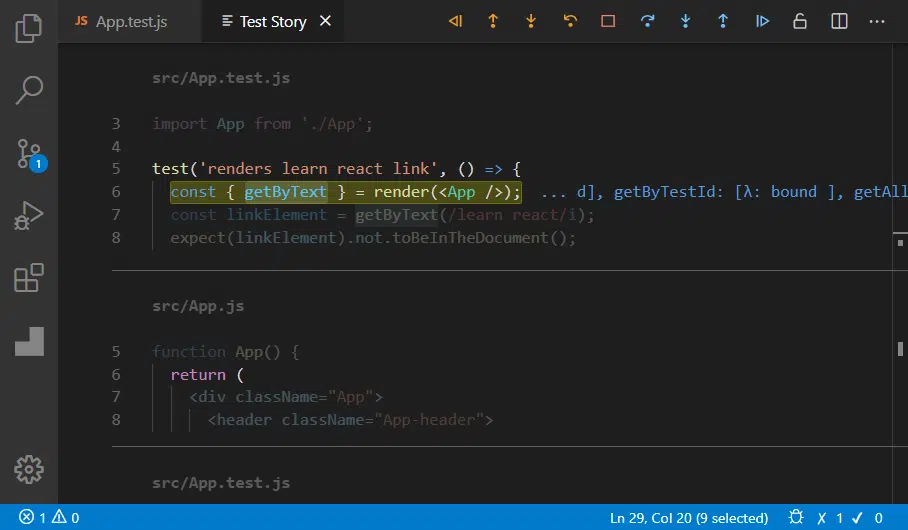 JS App.test.js
Test Story
src/App.test.js
3 import App from './App';
4
5 test('renders learn react link', () => {
6 const { getByText } = render(<App />); ... d], getByTestId: [λ: bound ], getAll
7 const linkElement = getByText(/learn react/i);
8 expect(linkElement).not.toBeInTheDocument();
src/App.js
5 function App() {
6 return (
7 <div className="App">
8 <header className="App-header">
src/App.test.js
1
1 0
Ln 29, Col 20 (9 selected)
✗ 1 ✓ 0